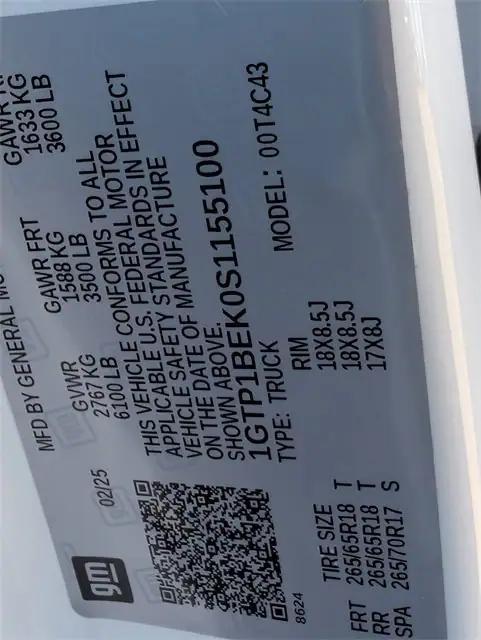 gm
02/25
MFD BY GENERAL MO
GVWR GAWR FRT GAWR RR
2767 KG 1588 KG 1633 KG
6100 LB 3500 LB 3600 LB
THIS VEHICLE CONFORMS TO ALL
APPLICABLE U.S. FEDERAL MOTOR
VEHICLE SAFETY STANDARDS IN EFFECT
ON THE DATE OF MANUFACTURE
SHOWN ABOVE.
1GTP1BEK0S1155100
TYPE: TRUCK MODEL: 00T4C43
8624
TIRE SIZE RIM
FRT 265/65R18 T 18X8.5J
RR 265/65R18 T 18X8.5J
SPA 265/70R17 S 17X8J